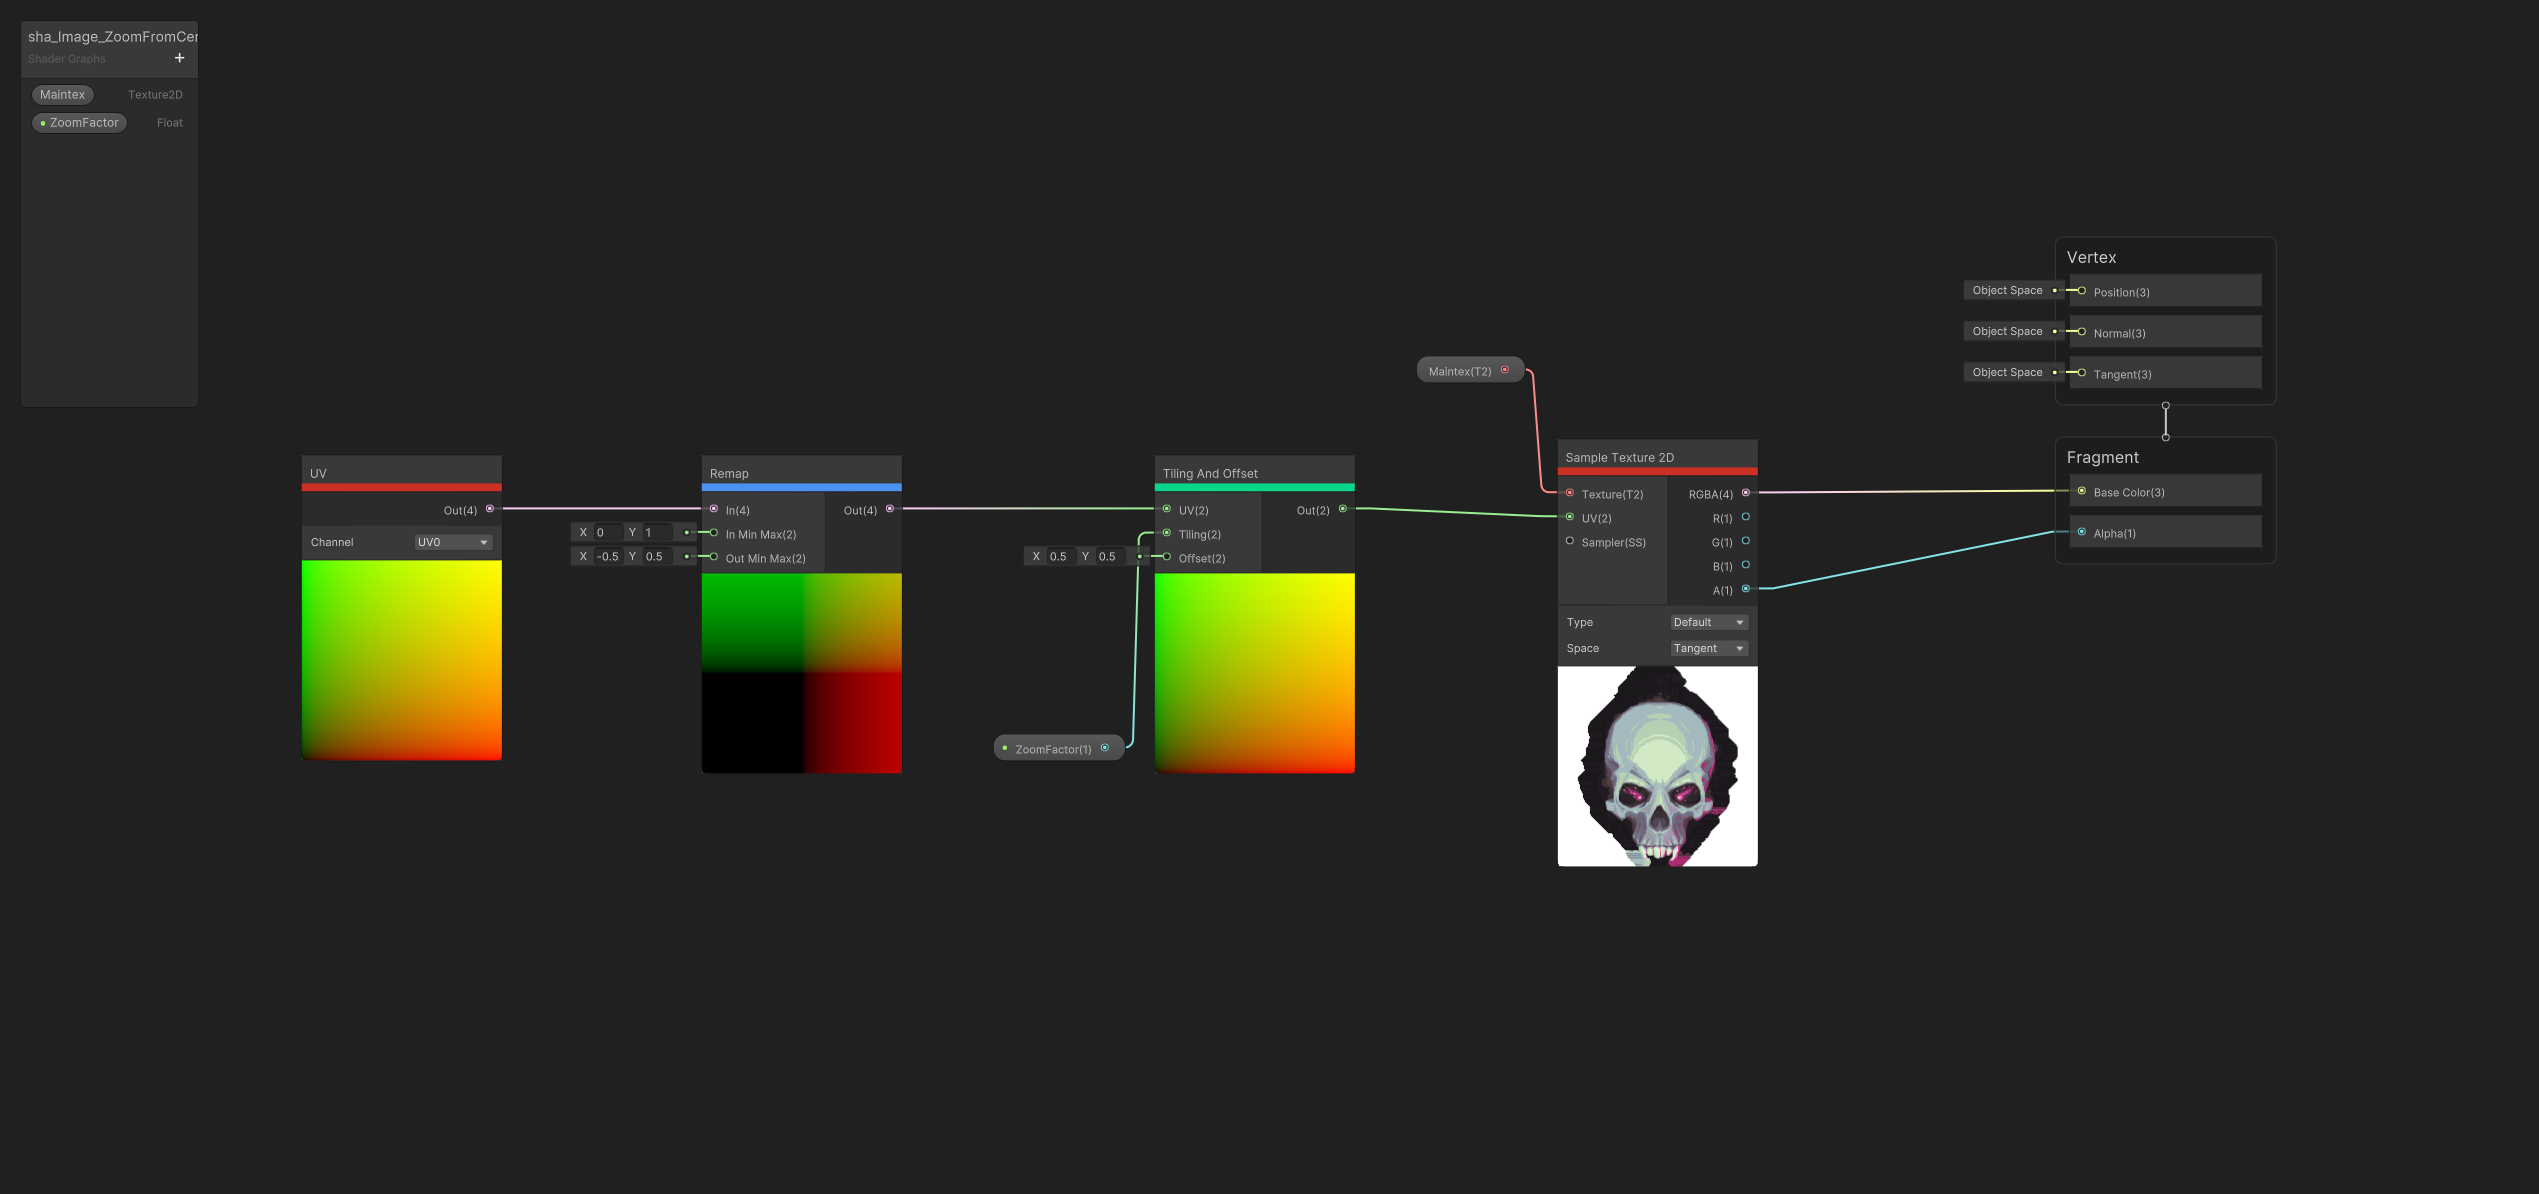 sha_Image_ZoomFromCer
Shader Graphs
+
Maintex Texture2D
ZoomFactor Float
Vertex
Object Space Position(3)
Object Space Normal(3)
Object Space Tangent(3)
Fragment
Base Color(3)
Alpha(1)
UV
Out(4)
Channel UV0
Remap
In(4) Out(4)
X 0 Y 1 In Min Max(2)
X -0.5 Y 0.5 Out Min Max(2)
Tiling And Offset
UV(2) Out(2)
Tiling(2)
X 0.5 Y 0.5 Offset(2)
ZoomFactor(1)
Maintex(T2)
Sample Texture 2D
Texture(T2) RGBA(4)
UV(2) R(1)
Sampler(SS) G(1)
B(1)
A(1)
Type Default
Space Tangent